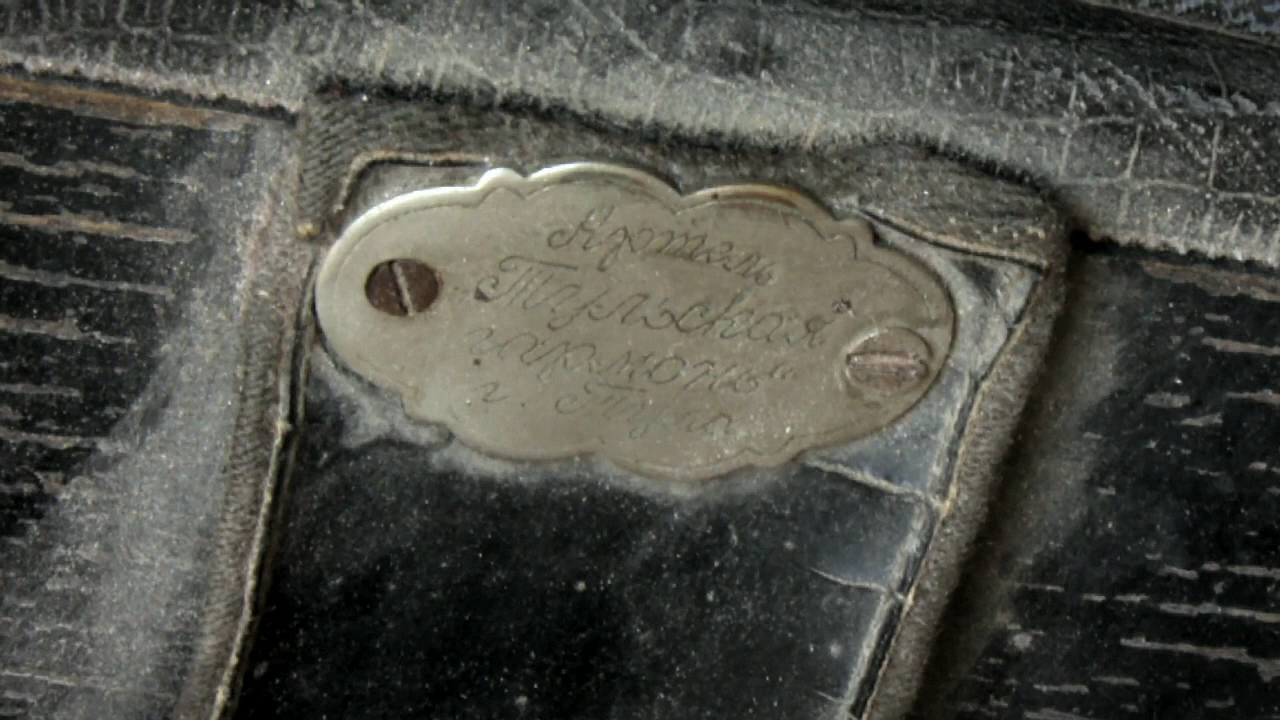 Артель
„Тульская
гармонь“
г. Тула